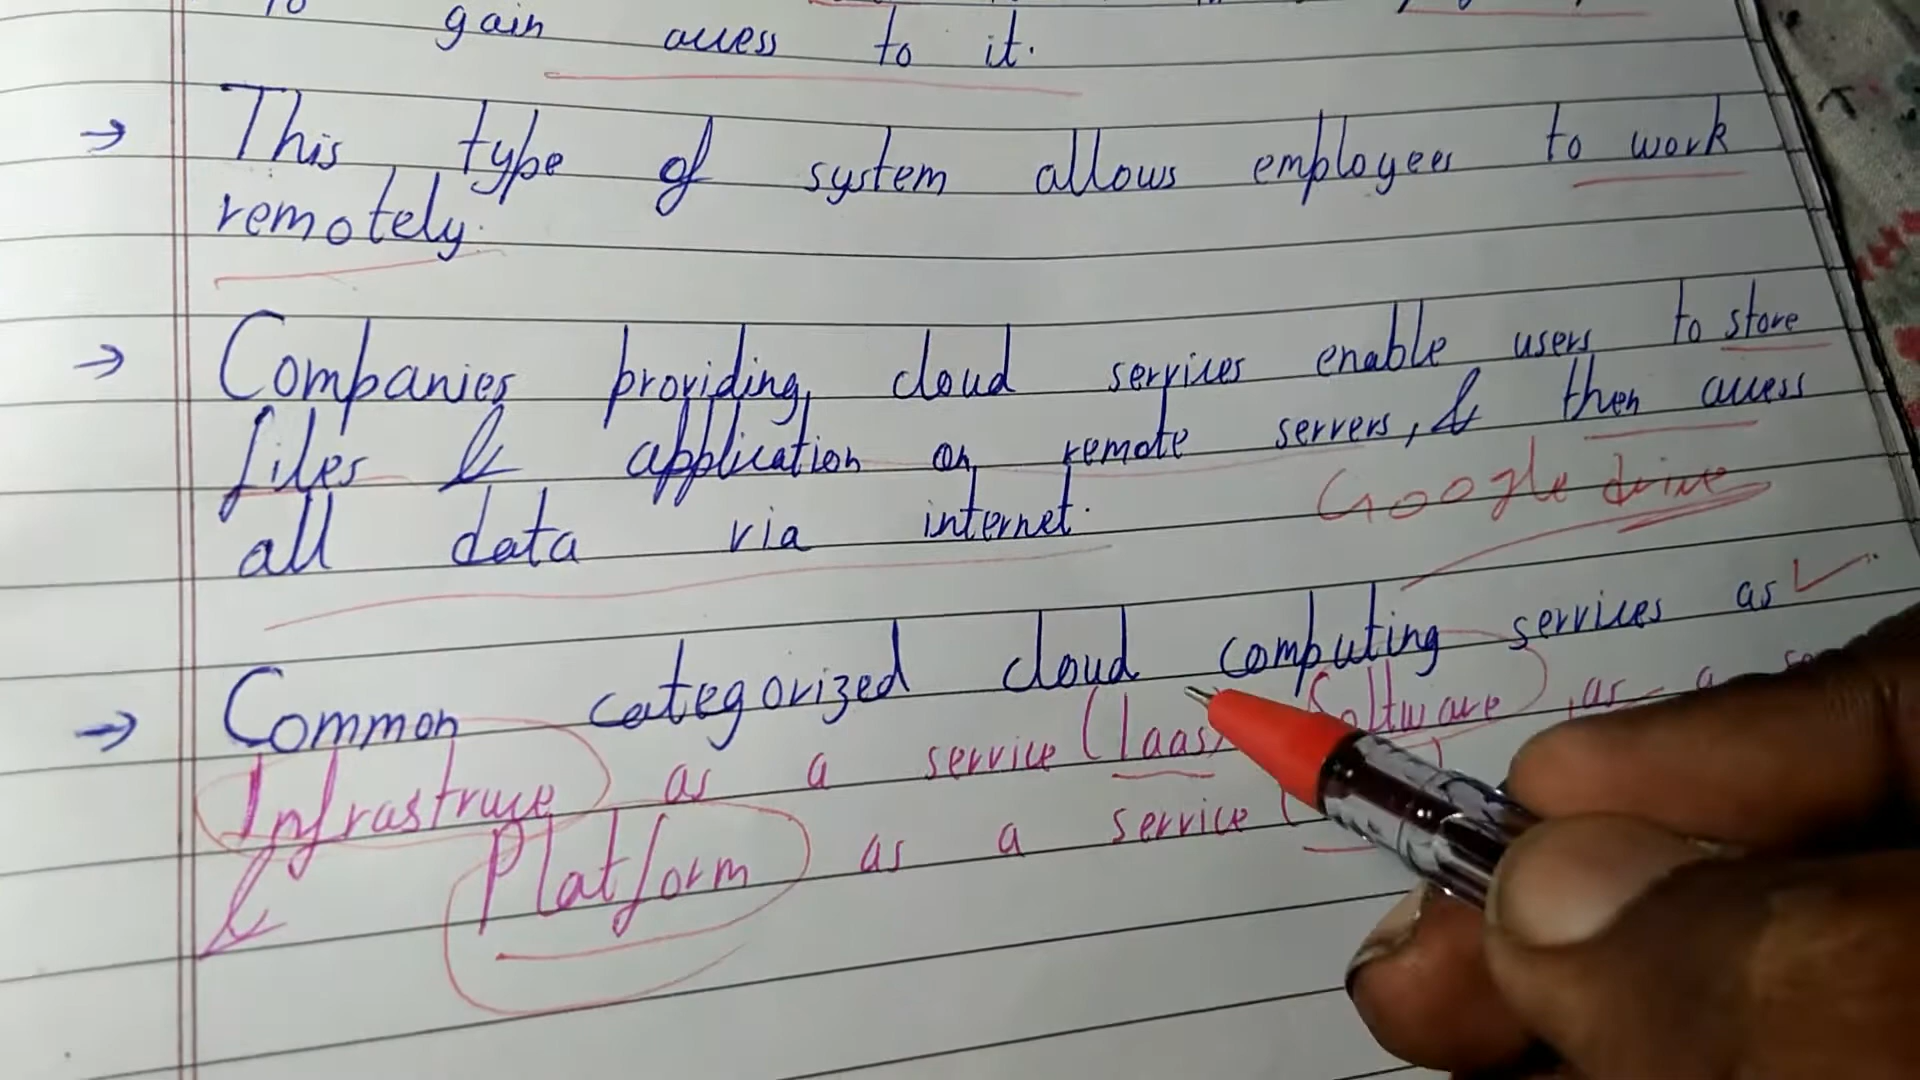 to gain access to it.
→ This type of system allows employees to work
remotely.
→ Companies providing cloud services enable users to store
files & application on remote servers, & then access
all data via internet.
Google drive
→ Common categorized cloud computing services as
Infrastruce as a service (Iaas) Software as a
& Platform as a service (